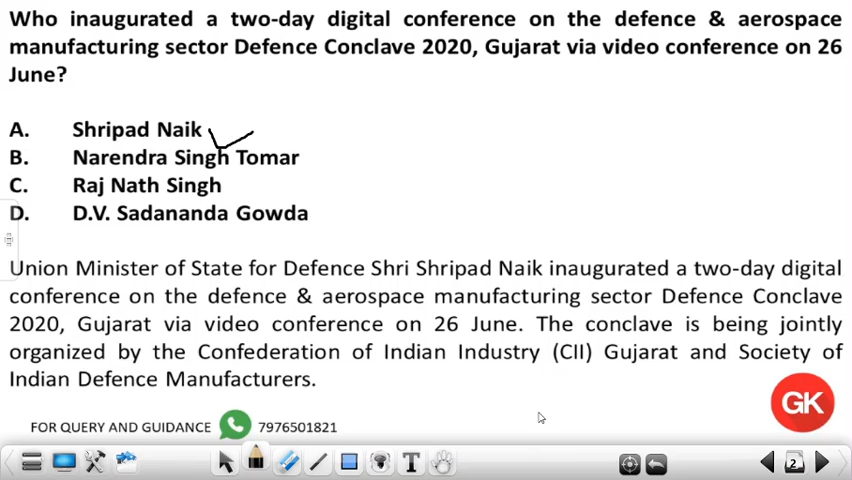 Who inaugurated a two-day digital conference on the defence & aerospace
manufacturing sector Defence Conclave 2020, Gujarat via video conference on 26
June?
A. Shripad Naik
B. Narendra Singh Tomar
C. Raj Nath Singh
D. D.V. Sadananda Gowda
Union Minister of State for Defence Shri Shripad Naik inaugurated a two-day digital
conference on the defence & aerospace manufacturing sector Defence Conclave
2020, Gujarat via video conference on 26 June. The conclave is being jointly
organized by the Confederation of Indian Industry (CII) Gujarat and Society of
Indian Defence Manufacturers.
GK
FOR QUERY AND GUIDANCE 7976501821
T 2